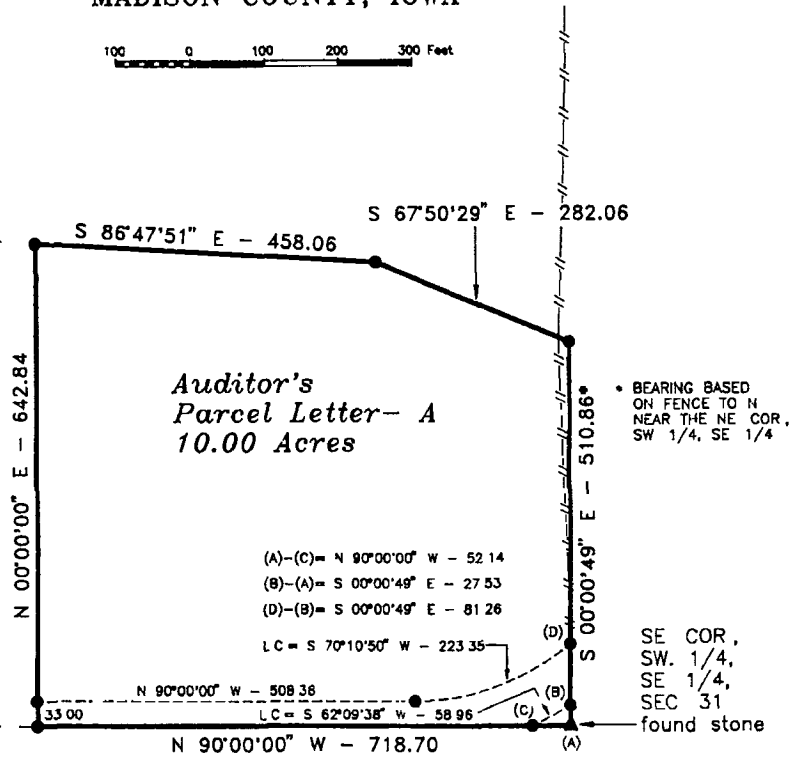 MADISON COUNTY, IOWA
100 0 100 200 300 Feet
S 67°50'29" E - 282.06
S 86°47'51" E - 458.06
N 00°00'00" E - 642.84
Auditor's
Parcel Letter- A
10.00 Acres
S 00°00'49" E - 510.86*
* BEARING BASED
ON FENCE TO N
NEAR THE NE COR,
SW 1/4, SE 1/4
(A)-(C)= N 90°00'00" W - 52 14
(B)-(A)= S 00°00'49" E - 27 53
(D)-(B)= S 00°00'49" E - 81 26
LC = S 70°10'50" W - 223 35
(D)
SE COR,
SW. 1/4,
SE 1/4,
SEC 31
found stone
N 90°00'00" W - 508 38
(B)
33 00
LC = S 62°09'38" W - 58 96
(C)
(A)
N 90°00'00" W - 718.70